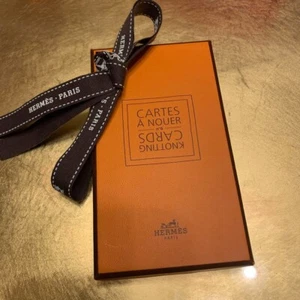 HERMÈS-PARIS
CARTES
À NOUER
KNOTTING
CARDS
HERMÈS
PARIS